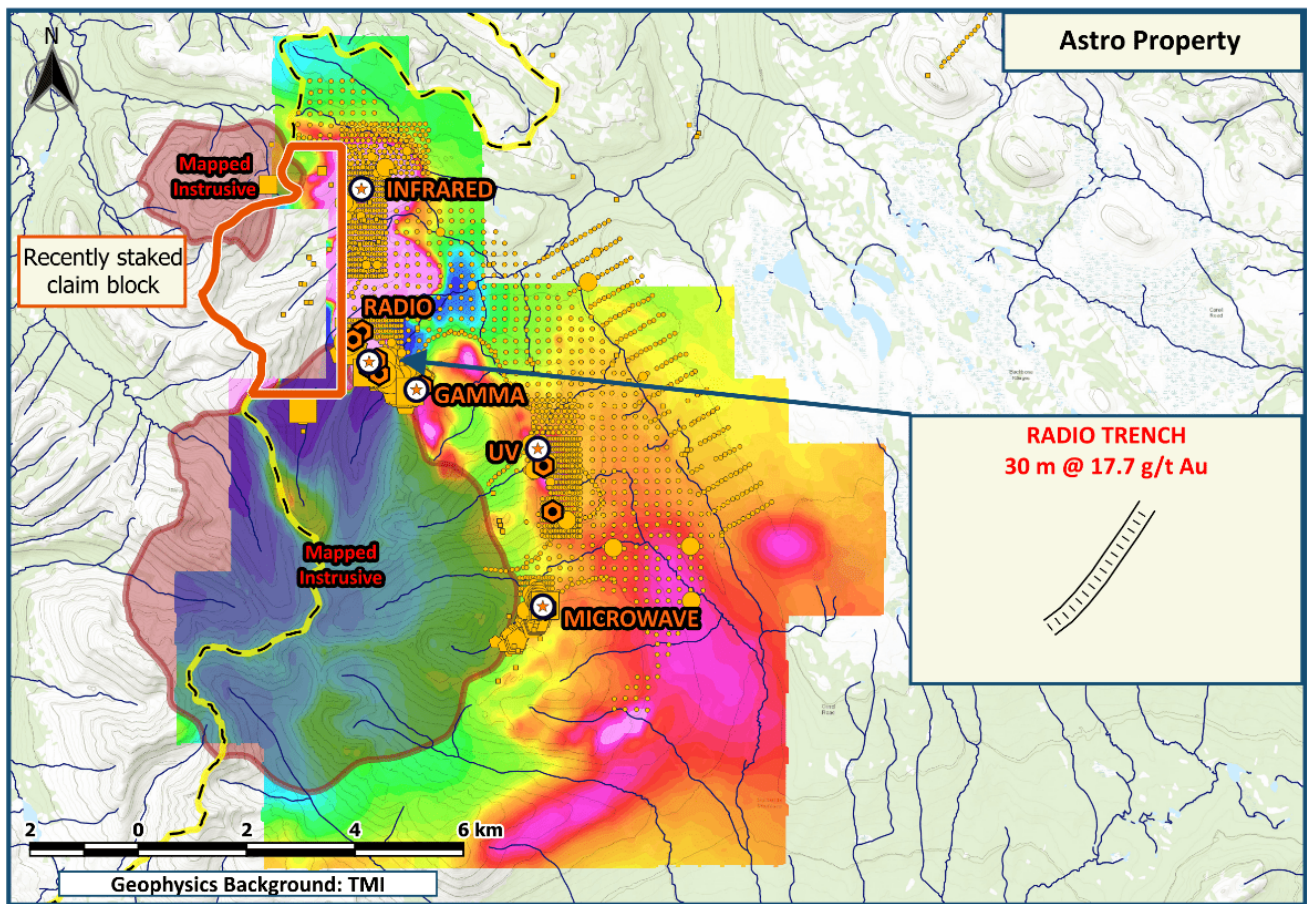 Astro Property
N
Mapped
Instrusive
INFRARED
Recently staked
claim block
RADIO
GAMMA
RADIO TRENCH
30 m @ 17.7 g/t Au
UV
Mapped
Instrusive
MICROWAVE
2 0 2 4 6 km
Geophysics Background: TMI